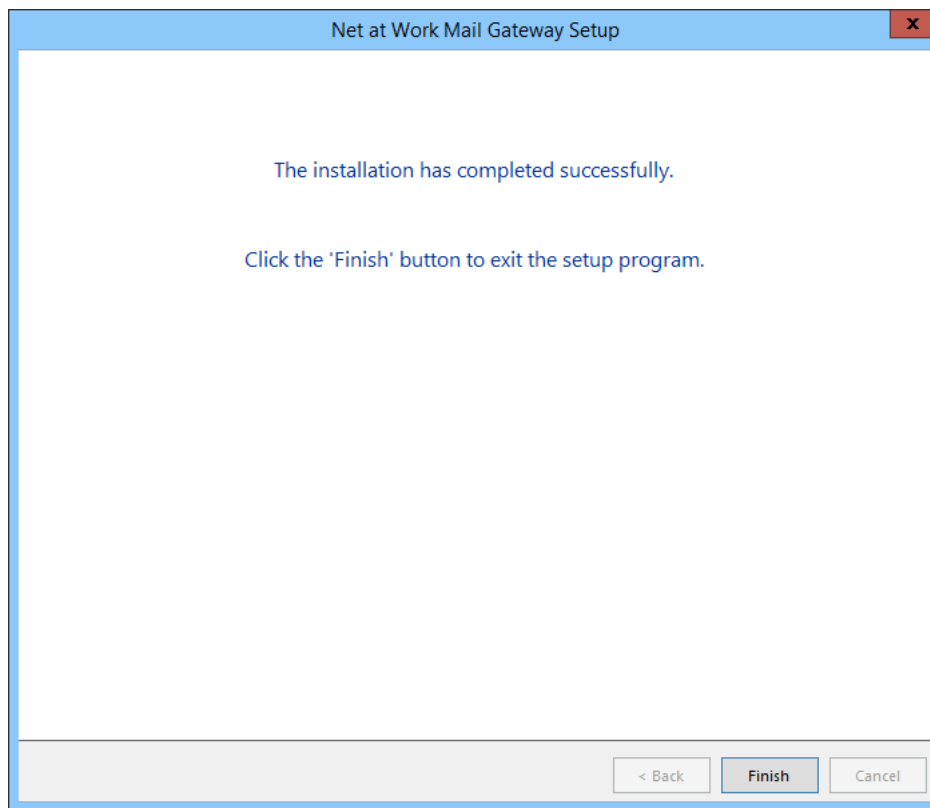 Net at Work Mail Gateway Setup
x
The installation has completed successfully.
Click the 'Finish' button to exit the setup program.
< Back
Finish
Cancel